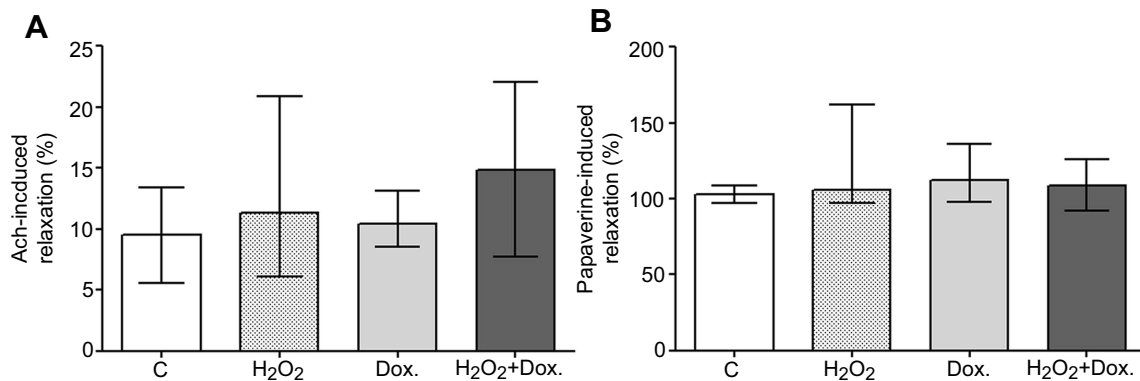 A
Ach-incduced
relaxation (%)
25
20
15
10
5
0
C
H₂O₂
Dox.
H₂O₂+Dox.
B
Papaverine-induced
relaxation (%)
200
150
100
50
0
C
H₂O₂
Dox.
H₂O₂+Dox.